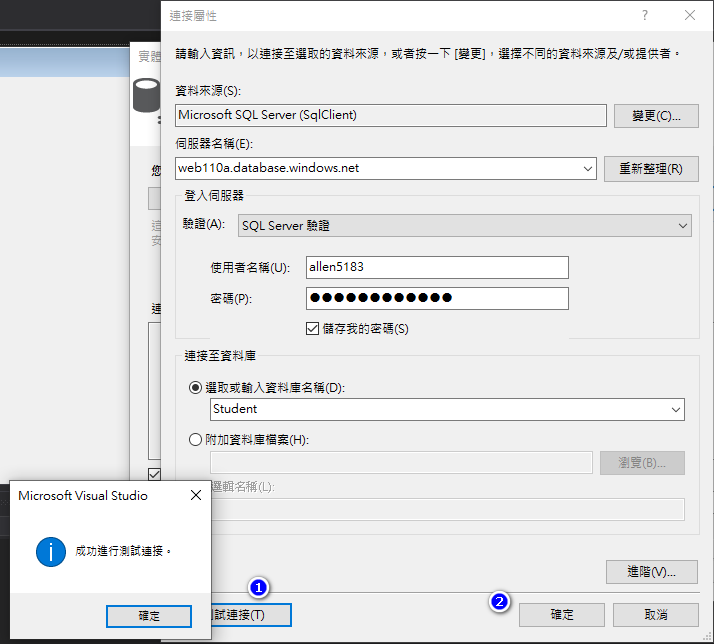 連接屬性
?
實體
請輸入資訊，以連接至選取的資料來源，或者按一下 [變更]，選擇不同的資料來源及/或提供者。
資料來源(S):
Microsoft SQL Server (SqlClient)
變更(C)...
伺服器名稱(E):
web110a.database.windows.net
重新整理(R)
您
登入伺服器
驗證(A):
SQL Server 驗證
這
安
使用者名稱(U):
allen5183
密碼(P):
●●●●●●●●●●●●
連
儲存我的密碼(S)
連接至資料庫
選取或輸入資料庫名稱(D):
Student
附加資料庫檔案(H):
瀏覽(B)...
邏輯名稱(L):
Microsoft Visual Studio
成功進行測試連接。
確定
進階(V)...
1
測試連接(T)
2
確定
取消